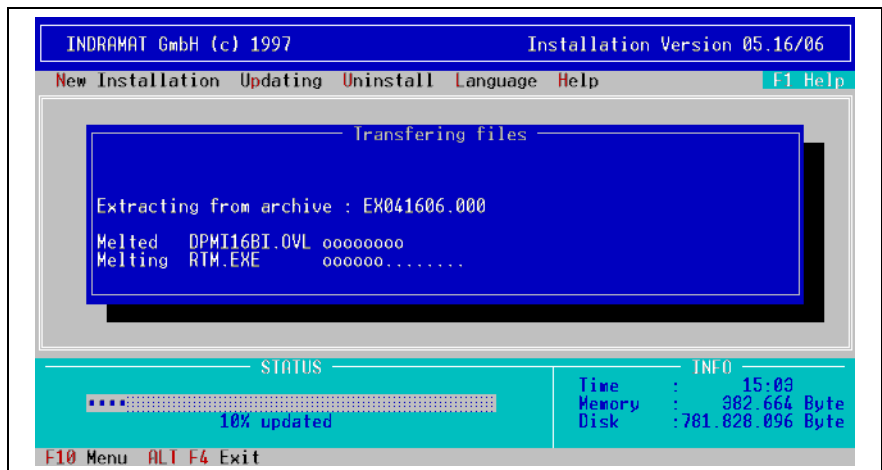 INDRAMAT GmbH (c) 1997 Installation Version 05.16/06
New Installation Updating Uninstall Language Help F1 Help
Transfering files
Extracting from archive : EX041606.000
Melted DPMI16BI.OVL oooooooo
Melting RTM.EXE oooooo........
STATUS
10% updated
INFO
Time : 15:09
Memory : 382.664 Byte
Disk :781.828.096 Byte
F10 Menu ALT F4 Exit